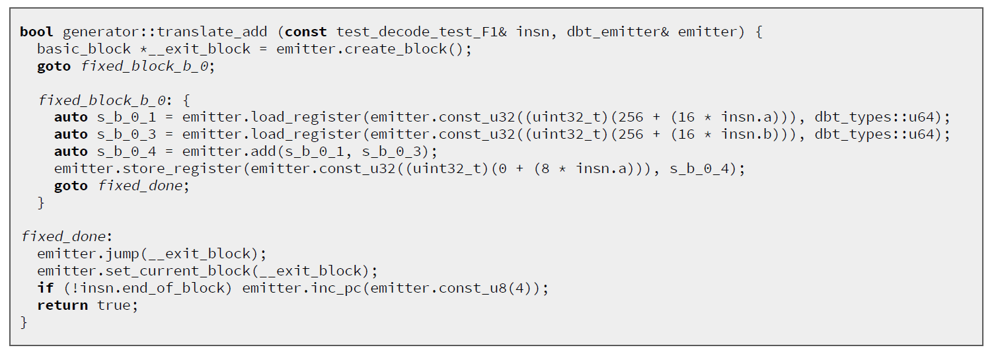 bool generator::translate_add (const test_decode_test_F1& insn, dbt_emitter& emitter) {
  basic_block *__exit_block = emitter.create_block();
  goto fixed_block_b_0;

  fixed_block_b_0: {
    auto s_b_0_1 = emitter.load_register(emitter.const_u32((uint32_t)(256 + (16 * insn.a))), dbt_types::u64);
    auto s_b_0_3 = emitter.load_register(emitter.const_u32((uint32_t)(256 + (16 * insn.b))), dbt_types::u64);
    auto s_b_0_4 = emitter.add(s_b_0_1, s_b_0_3);
    emitter.store_register(emitter.const_u32((uint32_t)(0 + (8 * insn.a))), s_b_0_4);
    goto fixed_done;
  }

fixed_done:
  emitter.jump(__exit_block);
  emitter.set_current_block(__exit_block);
  if (!insn.end_of_block) emitter.inc_pc(emitter.const_u8(4));
  return true;
}